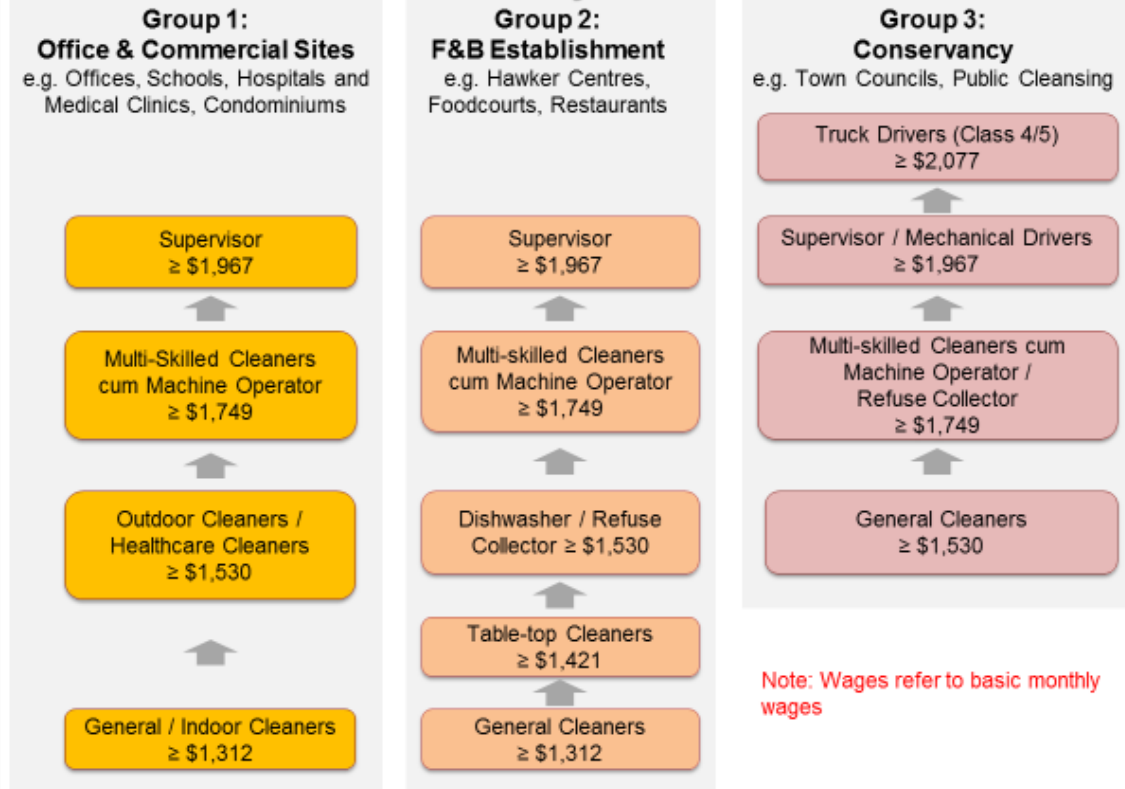 Group 1:
Office & Commercial Sites
e.g. Offices, Schools, Hospitals and
Medical Clinics, Condominiums
Supervisor
≥ $1,967
Multi-Skilled Cleaners
cum Machine Operator
≥ $1,749
Outdoor Cleaners /
Healthcare Cleaners
≥ $1,530
General / Indoor Cleaners
≥ $1,312
Group 2:
F&B Establishment
e.g. Hawker Centres,
Foodcourts, Restaurants
Supervisor
≥ $1,967
Multi-skilled Cleaners
cum Machine Operator
≥ $1,749
Dishwasher / Refuse
Collector ≥ $1,530
Table-top Cleaners
≥ $1,421
General Cleaners
≥ $1,312
Group 3:
Conservancy
e.g. Town Councils, Public Cleansing
Truck Drivers (Class 4/5)
≥ $2,077
Supervisor / Mechanical Drivers
≥ $1,967
Multi-skilled Cleaners cum
Machine Operator /
Refuse Collector
≥ $1,749
General Cleaners
≥ $1,530
Note: Wages refer to basic monthly
wages